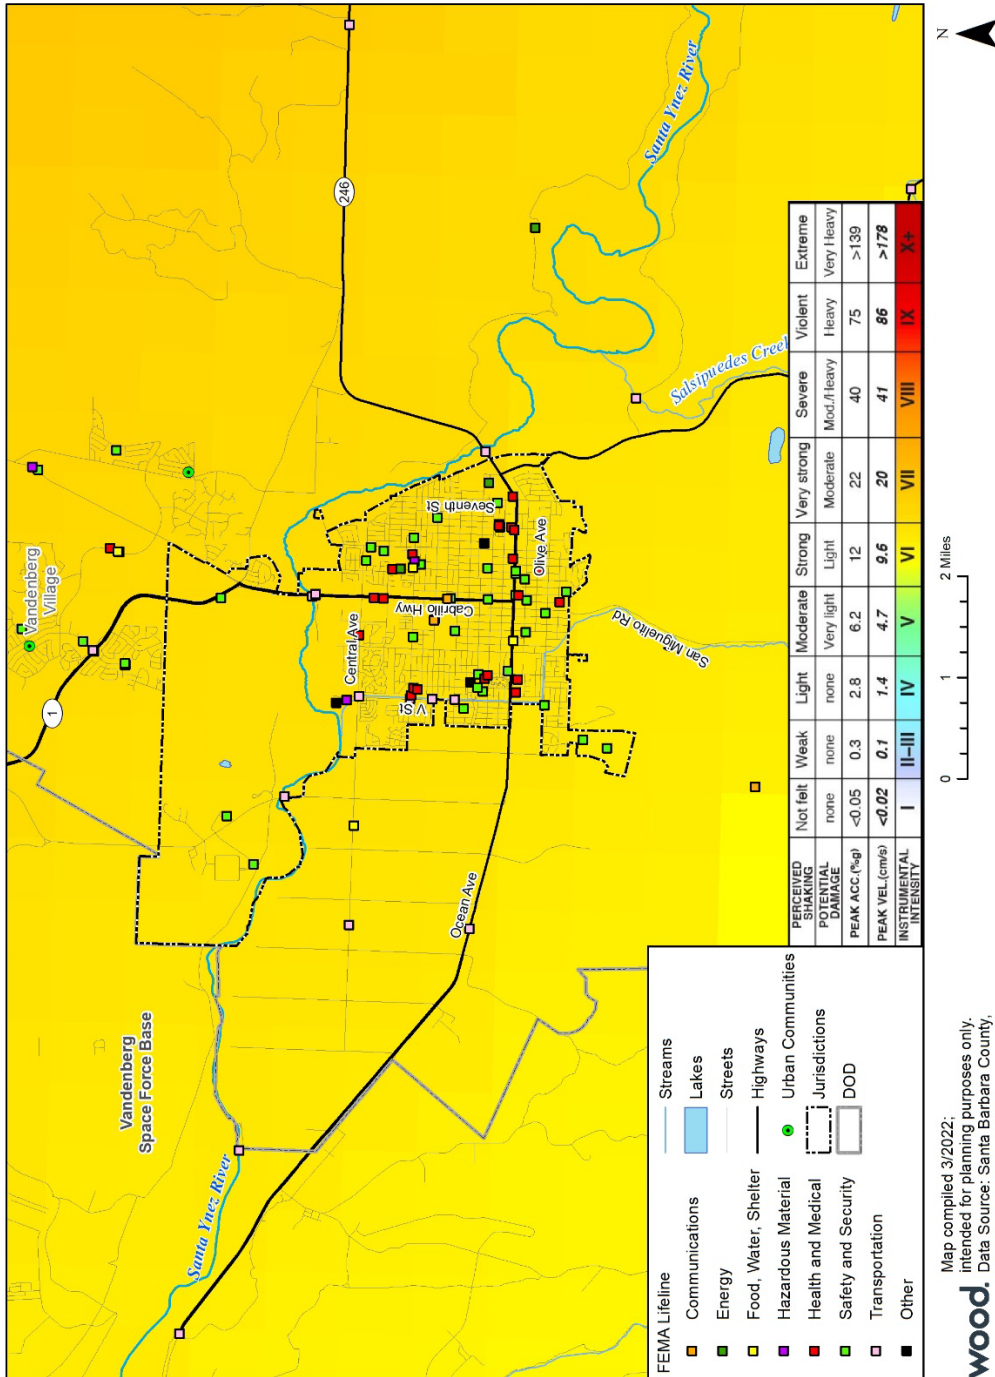 Vandenberg
Space Force Base
Santa Ynez River
1
Vandenberg
Village
246
Santa Ynez River
Salsipuedes Creek
Central Ave
V St
Cabrillo Hwy
Seventh St
Olive Ave
Ocean Ave
San Miguelito Rd
FEMA Lifeline
Communications
Energy
Food, Water, Shelter
Hazardous Material
Health and Medical
Safety and Security
Transportation
Other
Streams
Lakes
Streets
Highways
Urban Communities
Jurisdictions
DOD
PERCEIVED SHAKING Not felt Weak Light Moderate Strong Very strong Severe Violent Extreme
POTENTIAL DAMAGE none none none Very light Light Moderate Mod./Heavy Heavy Very Heavy
PEAK ACC.(%g) <0.05 0.3 2.8 6.2 12 22 40 75 >139
PEAK VEL.(cm/s) <0.02 0.1 1.4 4.7 9.6 20 41 86 >178
INSTRUMENTAL INTENSITY I II–III IV V VI VII VIII IX X+
wood.
Map compiled 3/2022;
intended for planning purposes only.
Data Source: Santa Barbara County,
0 1 2 Miles
N